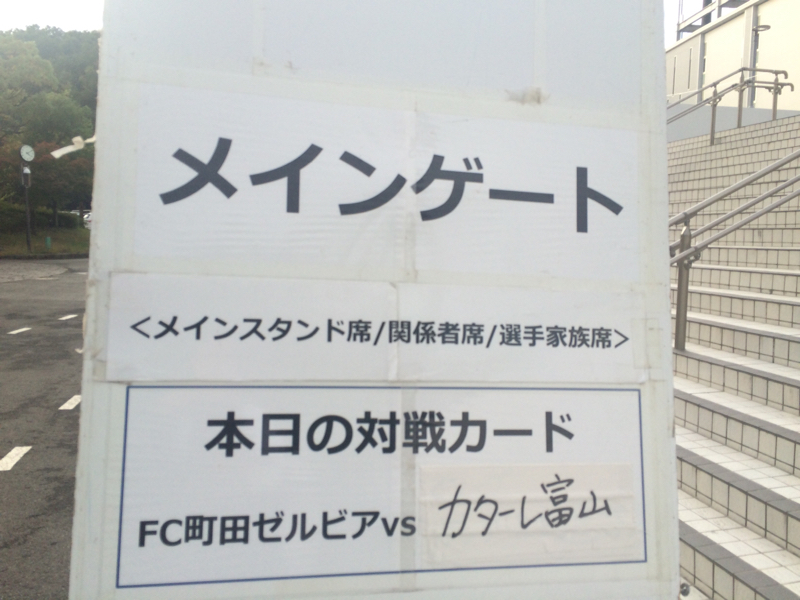 メインゲート
<メインスタンド席/関係者席/選手家族席>
本日の対戦カード
FC町田ゼルビアvs カターレ富山